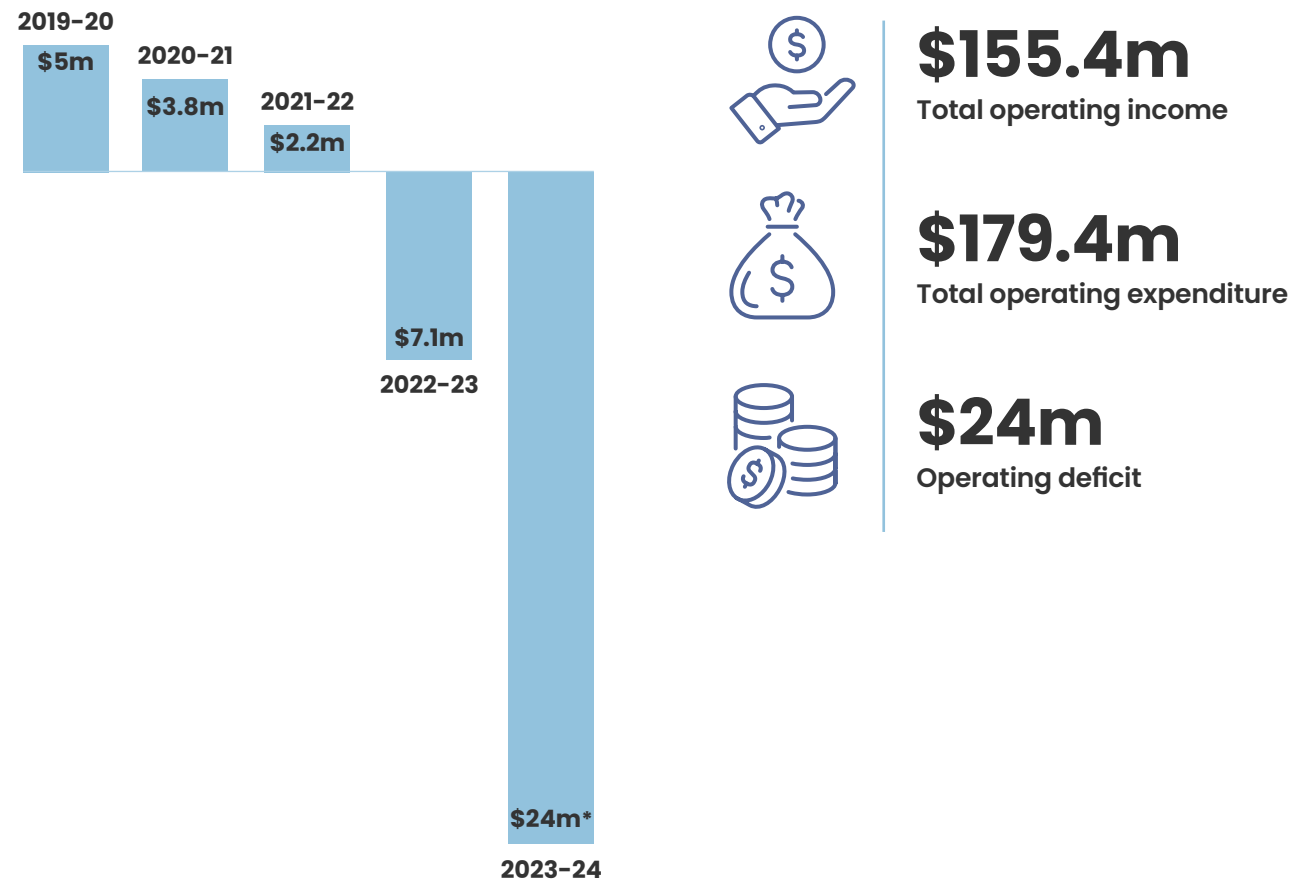 2019-20
$5m
2020-21
$3.8m
2021-22
$2.2m
$7.1m
2022-23
$24m*
2023-24
$
$155.4m
Total operating income
$
$179.4m
Total operating expenditure
$
$24m
Operating deficit